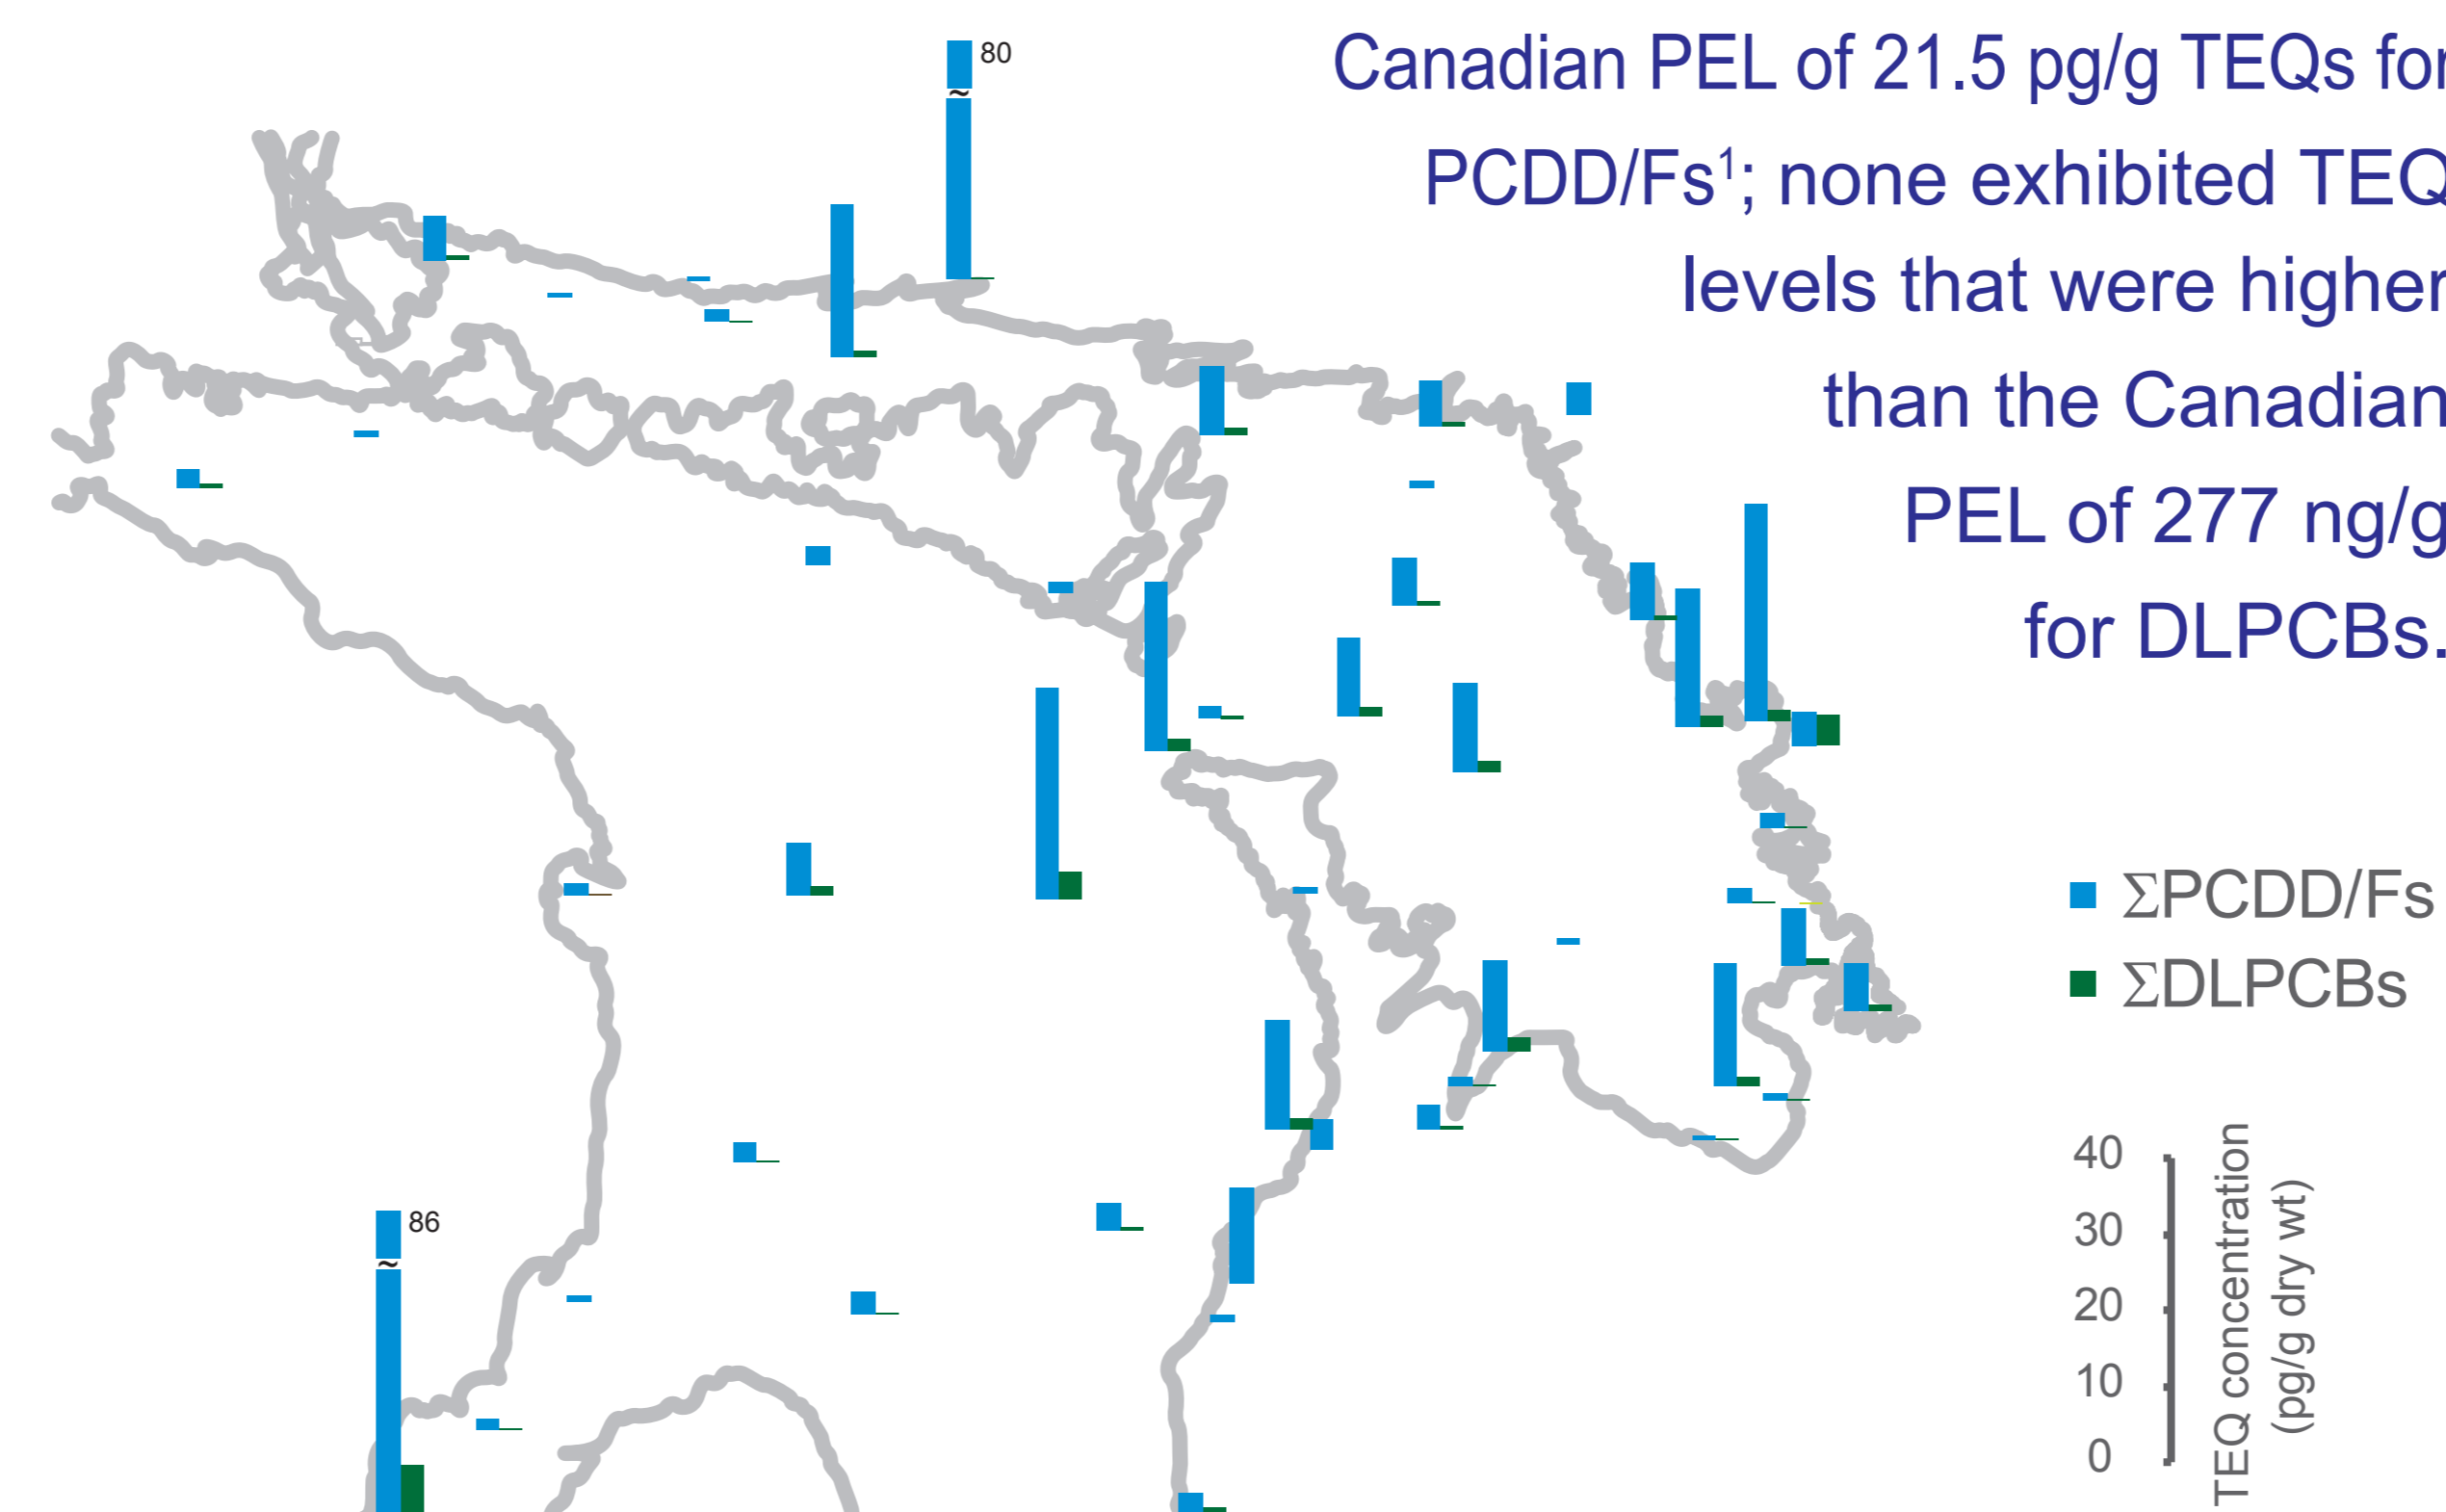 80
Canadian PEL of 21.5 pg/g TEQs for
PCDD/Fs¹; none exhibited TEQ
levels that were higher
than the Canadian
PEL of 277 ng/g
for DLPCBs.
ΣPCDD/Fs
ΣDLPCBs
86
40
30
20
10
0
TEQ concentration
(pg/g dry wt)